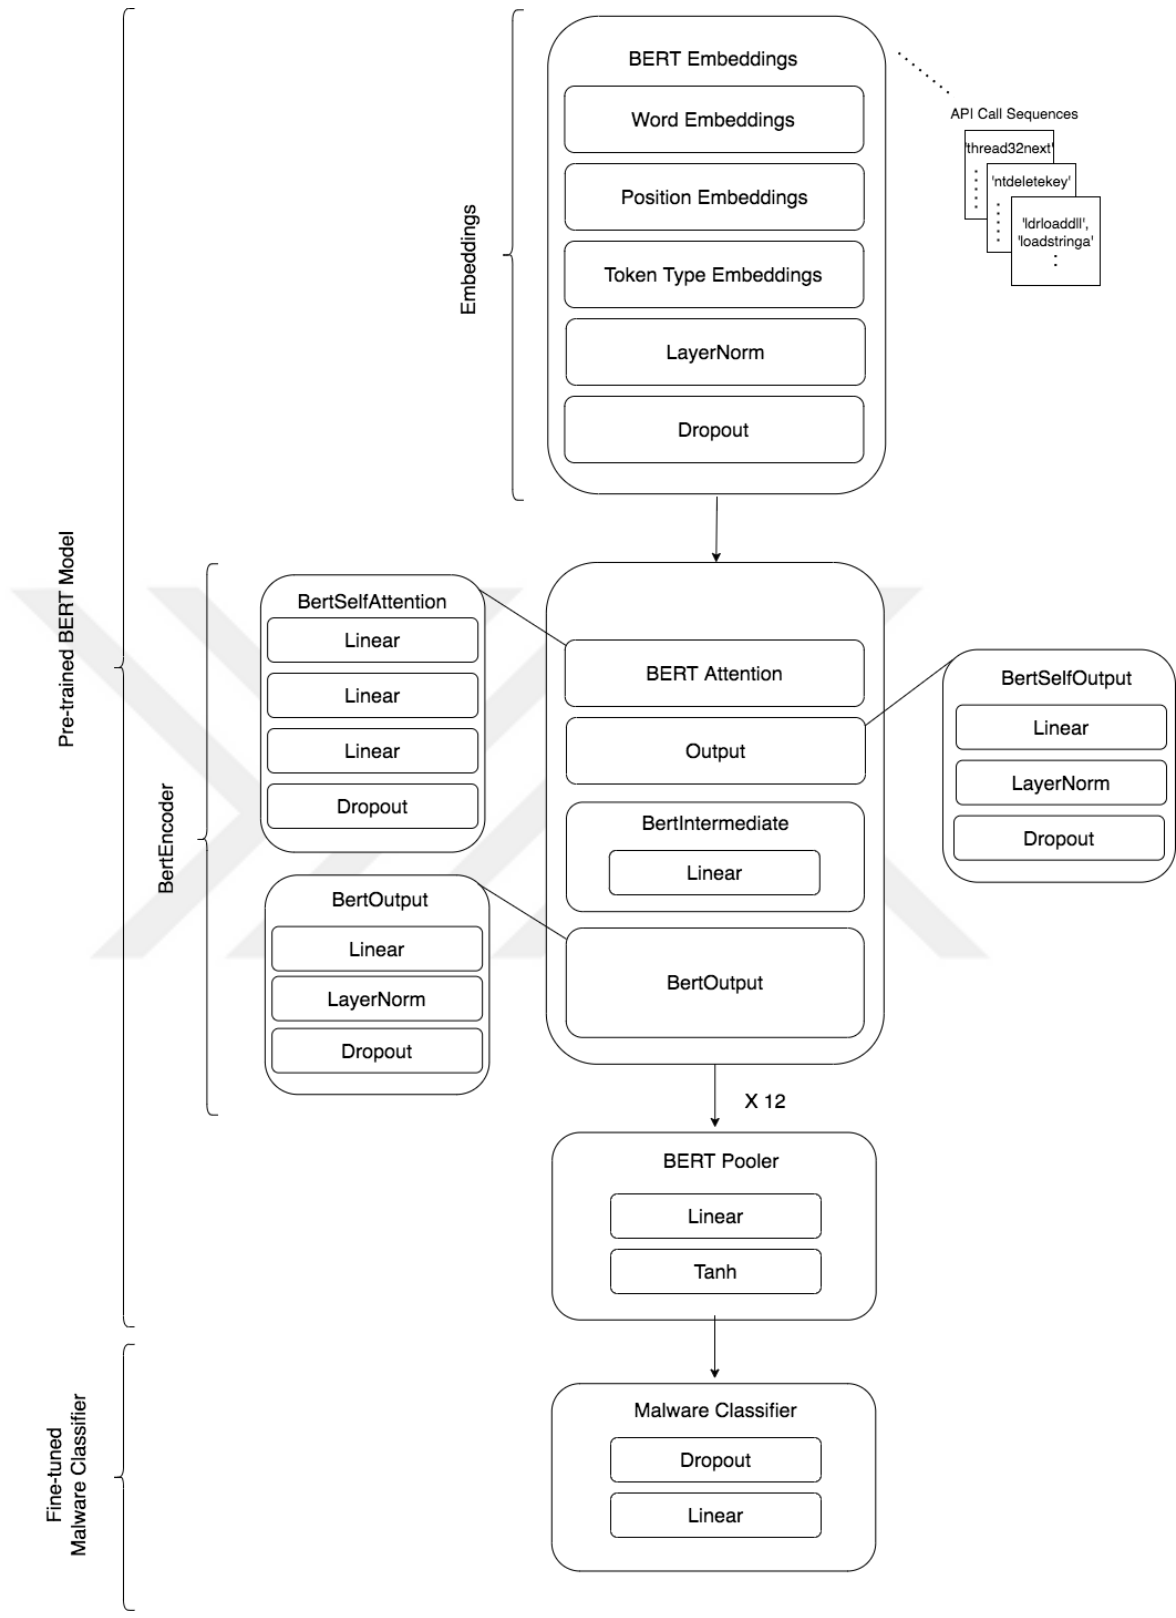 BERT Embeddings
Word Embeddings
Position Embeddings
Token Type Embeddings
LayerNorm
Dropout
Embeddings
API Call Sequences
'thread32next'
'ntdeletekey'
'ldrloaddll',
'loadstringa'
Pre-trained BERT Model
BertEncoder
BertSelfAttention
Linear
Linear
Linear
Dropout
BertOutput
Linear
LayerNorm
Dropout
BERT Attention
Output
BertIntermediate
Linear
BertOutput
BertSelfOutput
Linear
LayerNorm
Dropout
X 12
BERT Pooler
Linear
Tanh
Fine-tuned
Malware Classifier
Malware Classifier
Dropout
Linear